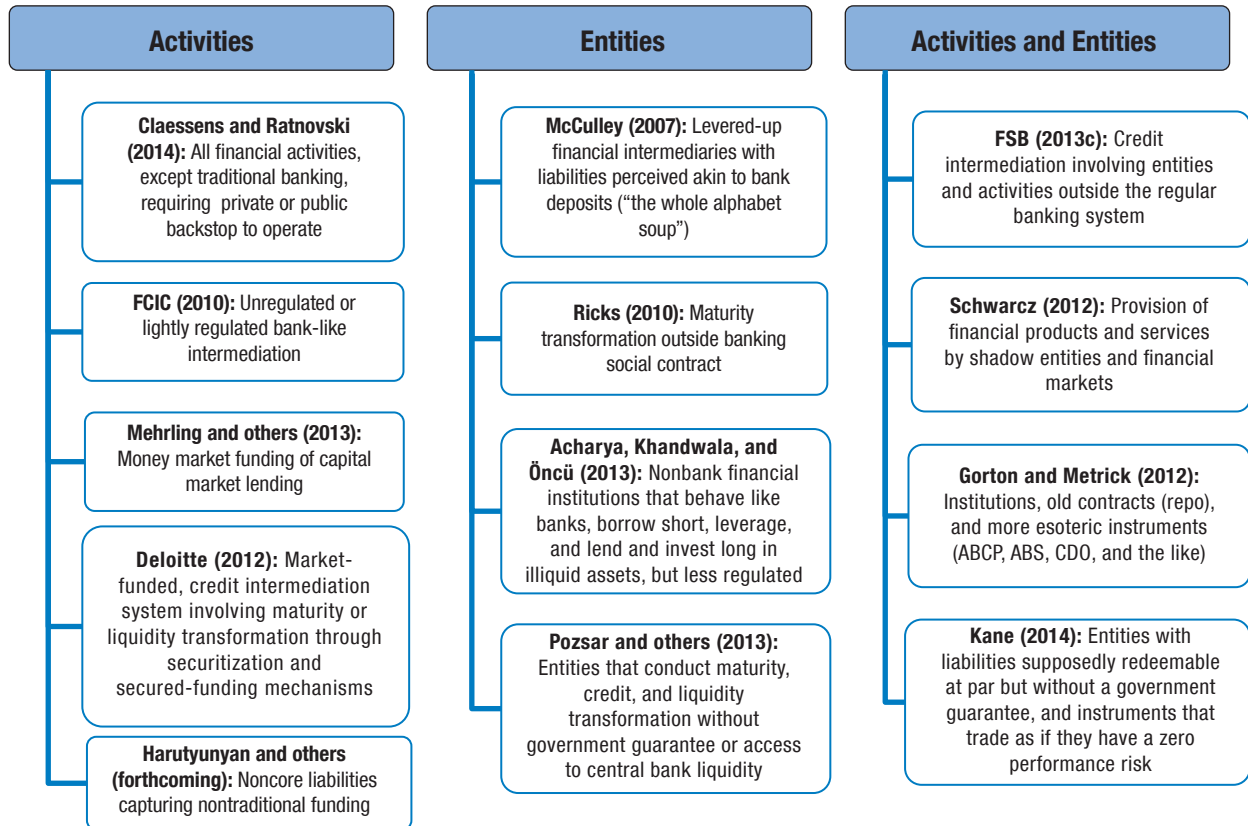 Activities
Claessens and Ratnovski
(2014): All financial activities,
except traditional banking,
requiring private or public
backstop to operate
FCIC (2010): Unregulated or
lightly regulated bank-like
intermediation
Mehrling and others (2013):
Money market funding of capital
market lending
Deloitte (2012): Market-
funded, credit intermediation
system involving maturity or
liquidity transformation through
securitization and
secured-funding mechanisms
Harutyunyan and others
(forthcoming): Noncore liabilities
capturing nontraditional funding
Entities
McCulley (2007): Levered-up
financial intermediaries with
liabilities perceived akin to bank
deposits (“the whole alphabet
soup”)
Ricks (2010): Maturity
transformation outside banking
social contract
Acharya, Khandwala, and
Öncü (2013): Nonbank financial
institutions that behave like
banks, borrow short, leverage,
and lend and invest long in
illiquid assets, but less regulated
Pozsar and others (2013):
Entities that conduct maturity,
credit, and liquidity
transformation without
government guarantee or access
to central bank liquidity
Activities and Entities
FSB (2013c): Credit
intermediation involving entities
and activities outside the regular
banking system
Schwarcz (2012): Provision of
financial products and services
by shadow entities and financial
markets
Gorton and Metrick (2012):
Institutions, old contracts (repo),
and more esoteric instruments
(ABCP, ABS, CDO, and the like)
Kane (2014): Entities with
liabilities supposedly redeemable
at par but without a government
guarantee, and instruments that
trade as if they have a zero
performance risk